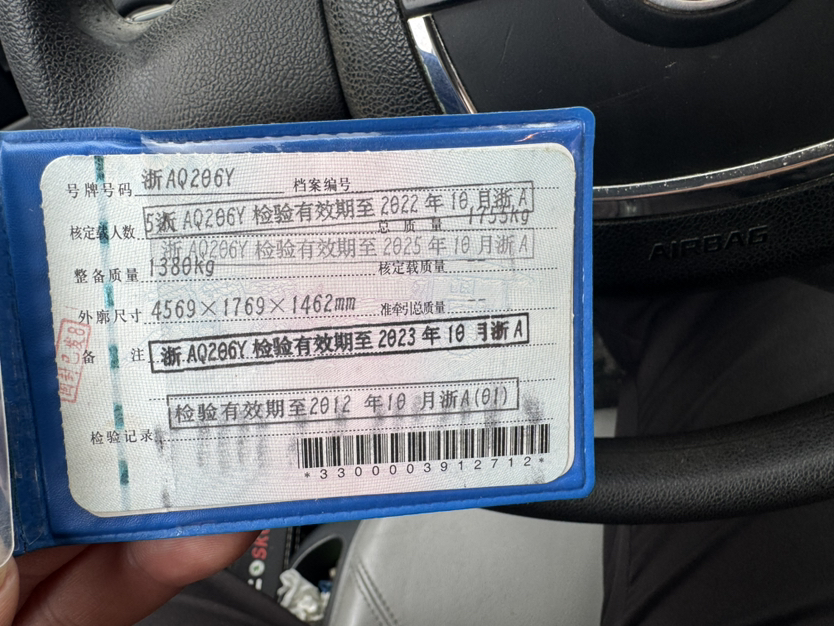 号牌号码 浙AQ206Y 档案编号
浙AQ206Y 检验有效期至2022年10月浙A
核定载人数 5 总质量 1755kg
浙AQ206Y 检验有效期至2025年10月浙A
整备质量 1380kg 核定载质量 --
外廓尺寸 4569×1769×1462mm 准牵引总质量 --
备注 浙AQ206Y 检验有效期至2023年10月浙A
检验有效期至2012年10月浙A(01)
检验记录
*3300003912712*
AIRBAG